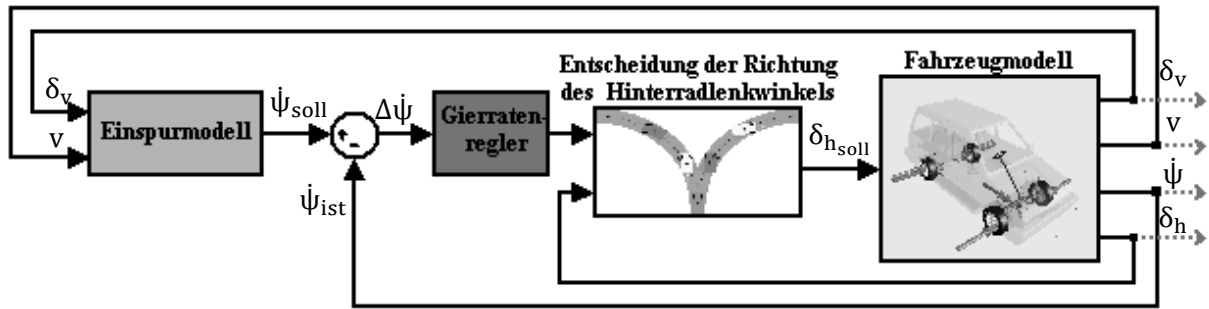 Entscheidung der Richtung
des Hinterradlenkwinkels
Fahrzeugmodell
δᵥ
v
Einspurmodell
ψ̇soll
+
-
Δψ̇
Gierraten-
regler
δhsoll
ψ̇ist
δᵥ
v
ψ̇
δh